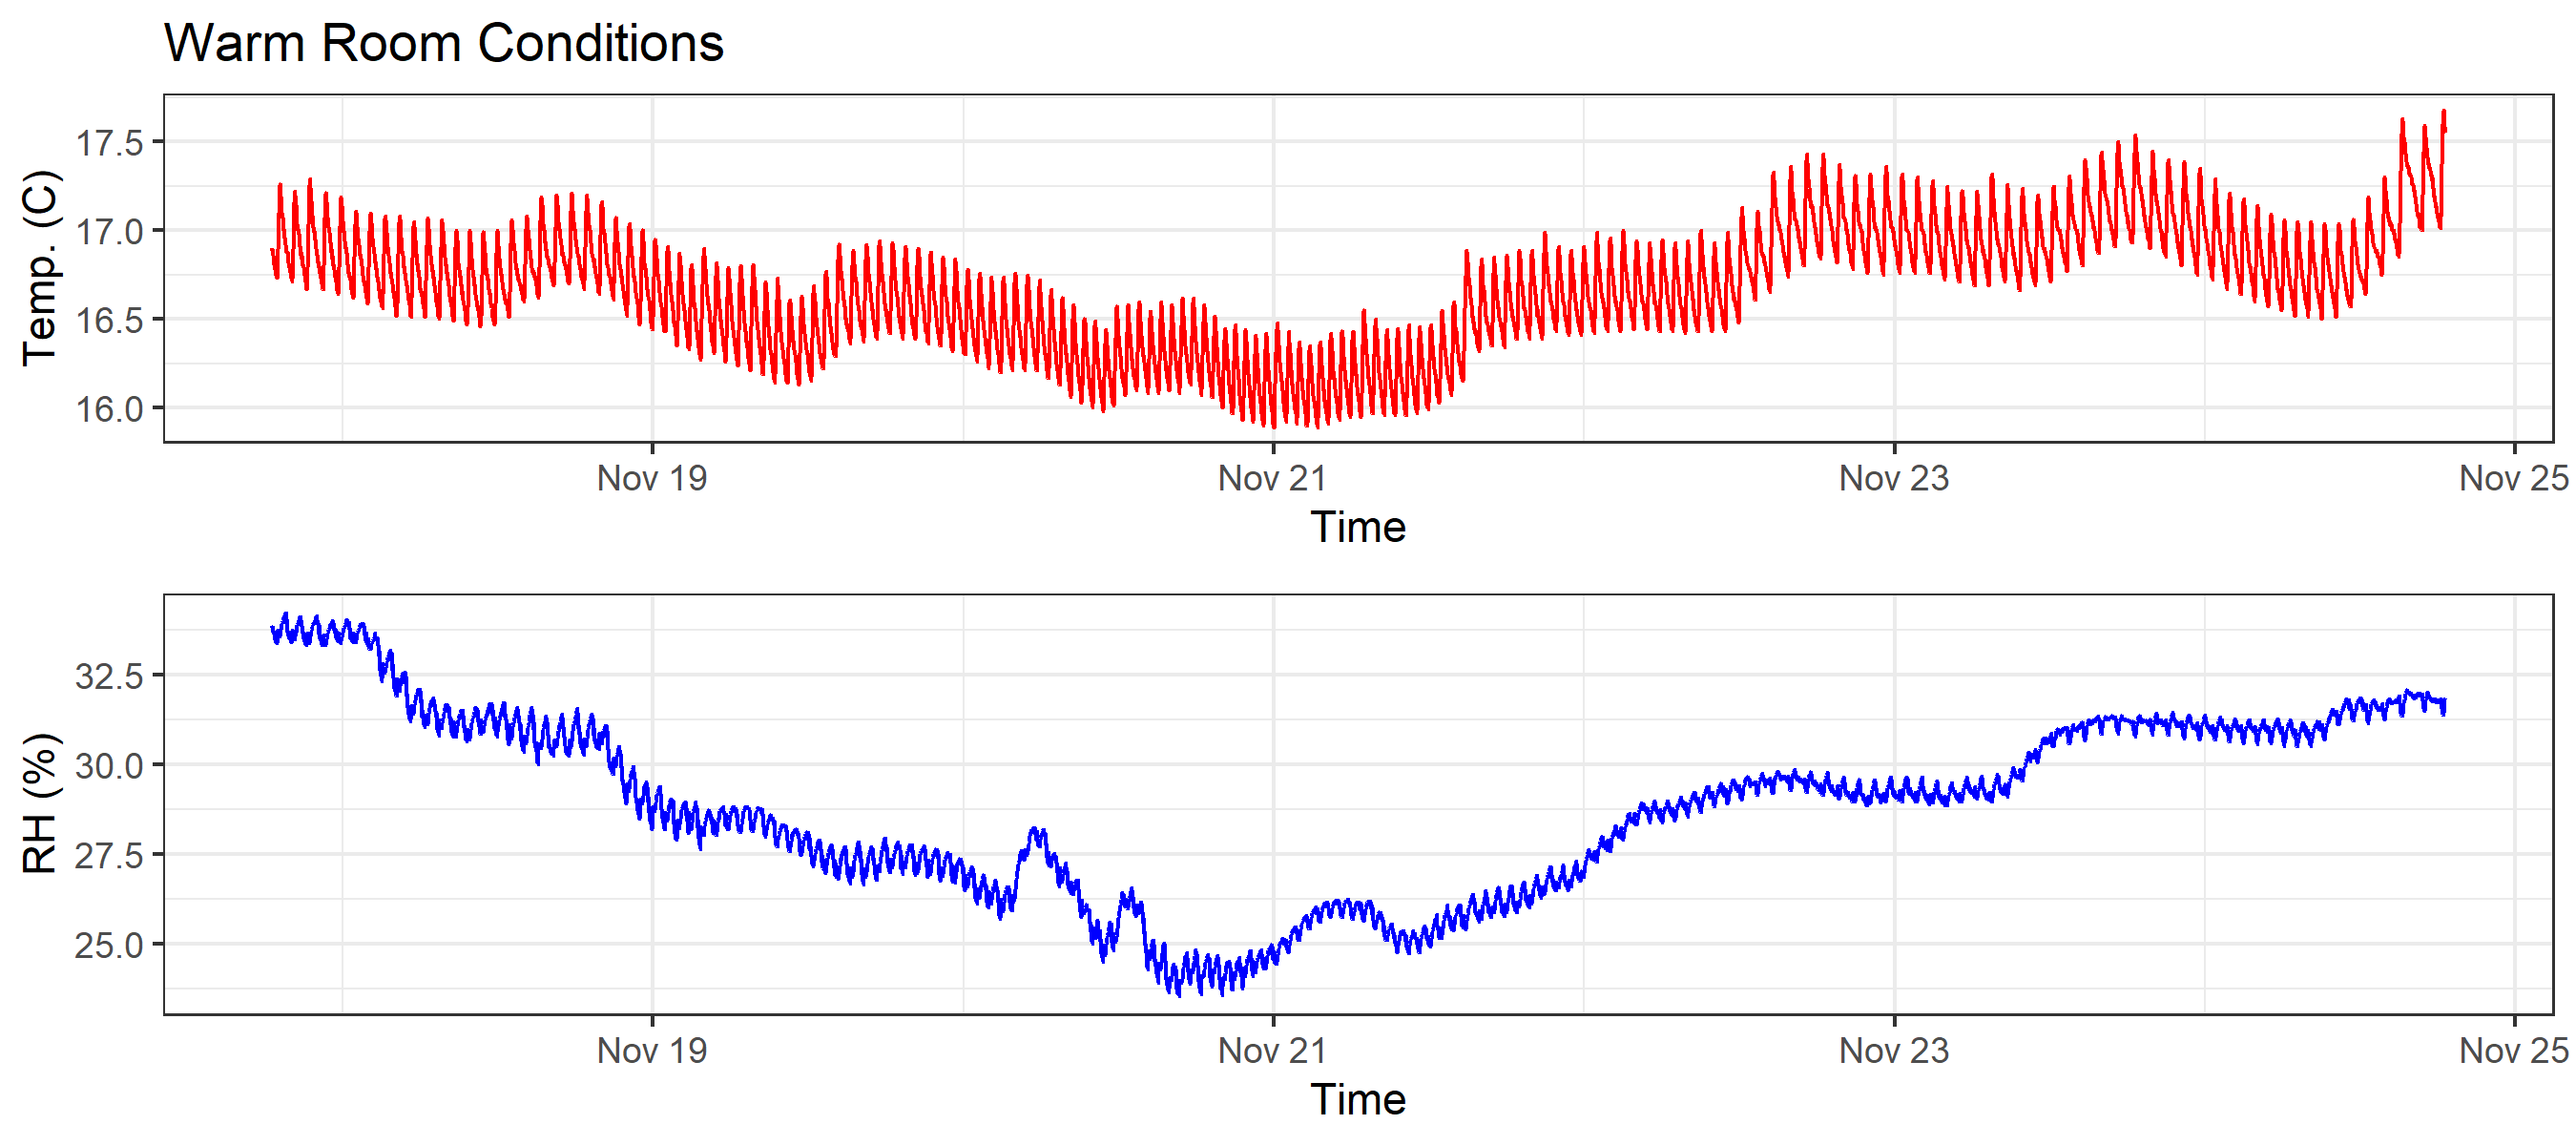 Warm Room Conditions
Temp. (C)
17.5
17.0
16.5
16.0
Nov 19 Nov 21 Nov 23 Nov 25
Time
RH (%)
32.5
30.0
27.5
25.0
Nov 19 Nov 21 Nov 23 Nov 25
Time